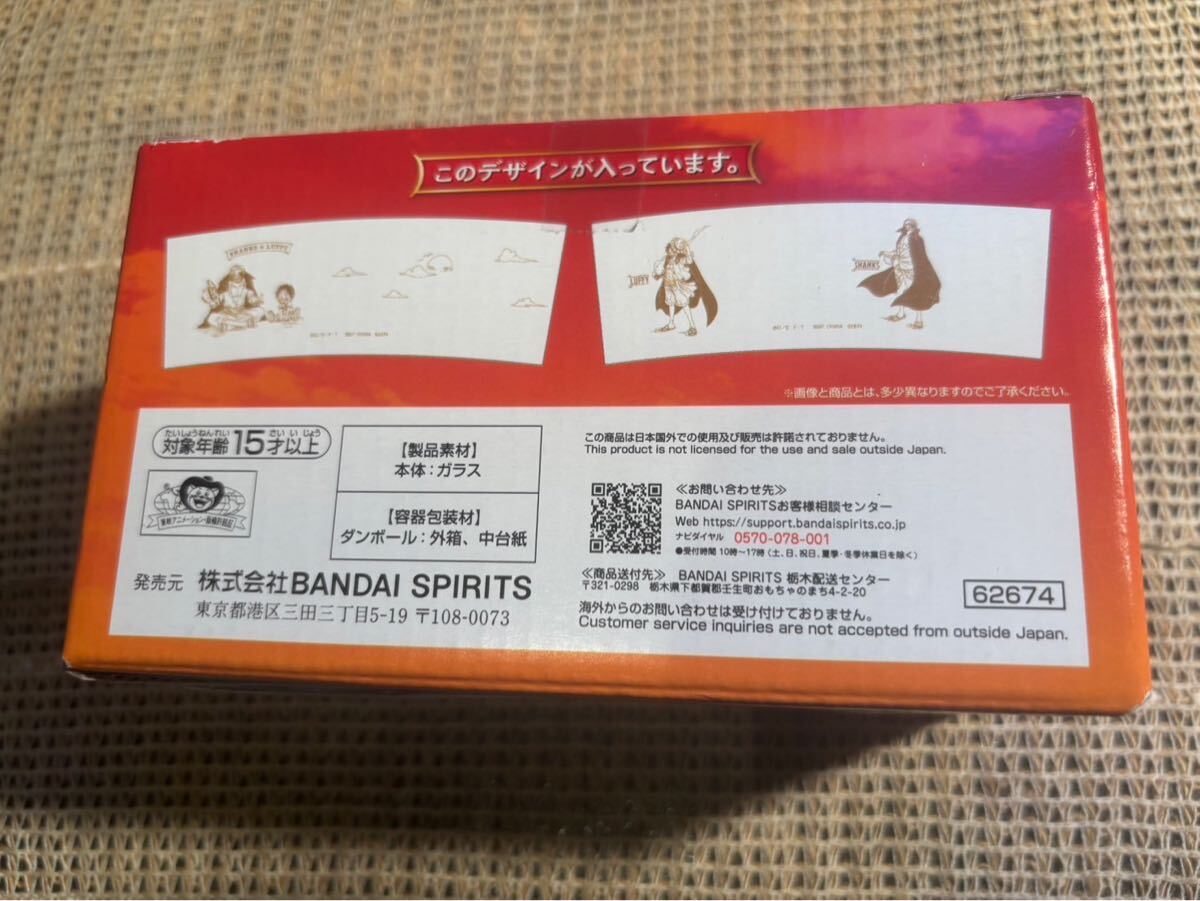 このデザインが入っています。
SHANKS & LUFFY
LUFFY
SHANKS
※画像と商品とは、多少異なりますのでご了承ください。
たいしょうねんれい さい いじょう
対象年齢 15才以上
【製品素材】
本体:ガラス
【容器包装材】
ダンボール:外箱、中台紙
発売元 株式会社BANDAI SPIRITS
東京都港区三田三丁目5-19 〒108-0073
この商品は日本国外での使用及び販売は許諾されておりません。
This product is not licensed for the use and sale outside Japan.
≪お問い合わせ先≫
BANDAI SPIRITSお客様相談センター
Web https://support.bandaispirits.co.jp
ナビダイヤル 0570-078-001
●受付時間 10時〜17時(土、日、祝日、夏季・冬季休業日を除く)
≪商品送付先≫ BANDAI SPIRITS 栃木配送センター
〒321-0298 栃木県下都賀郡壬生町おもちゃのまち4-2-20
海外からのお問い合わせは受け付けておりません。
Customer service inquiries are not accepted from outside Japan.
62674